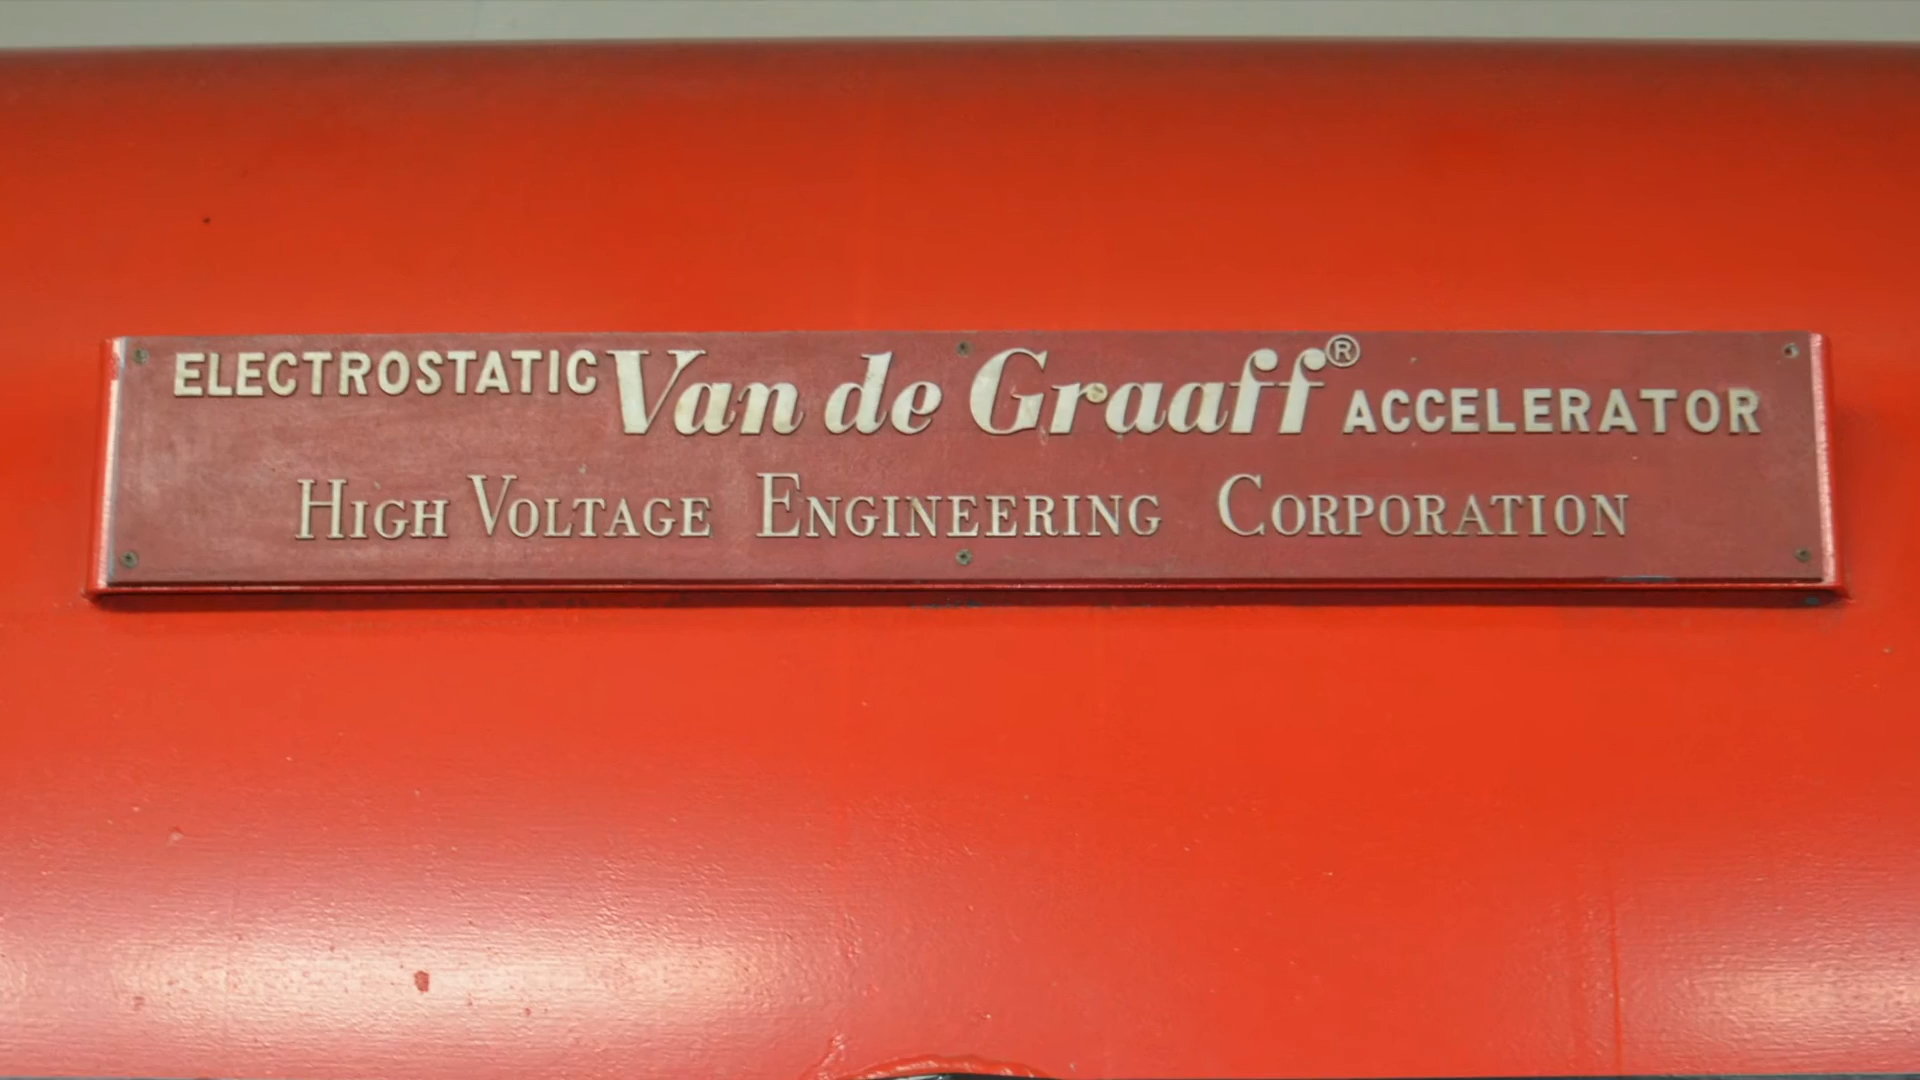 ELECTROSTATIC Van de Graaff® ACCELERATOR
HIGH VOLTAGE ENGINEERING CORPORATION